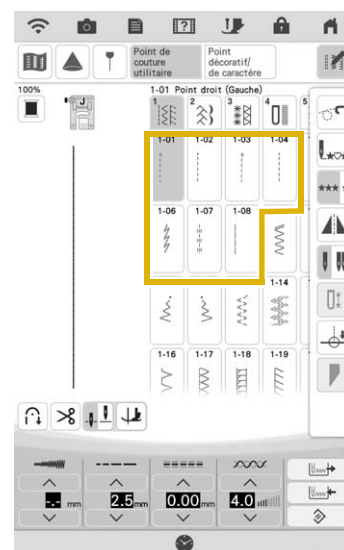 ?
Point de
couture
utilitaire
Point
décoratif/
de caractère
100%
J
1-01 Point droit (Gauche)
1 2 3 4 5
1-01 1-02 1-03 1-04
1-06 1-07 1-08
1-14
1-16 1-17 1-18 1-19
-.- mm 2.5 mm 0.00 mm 4.0